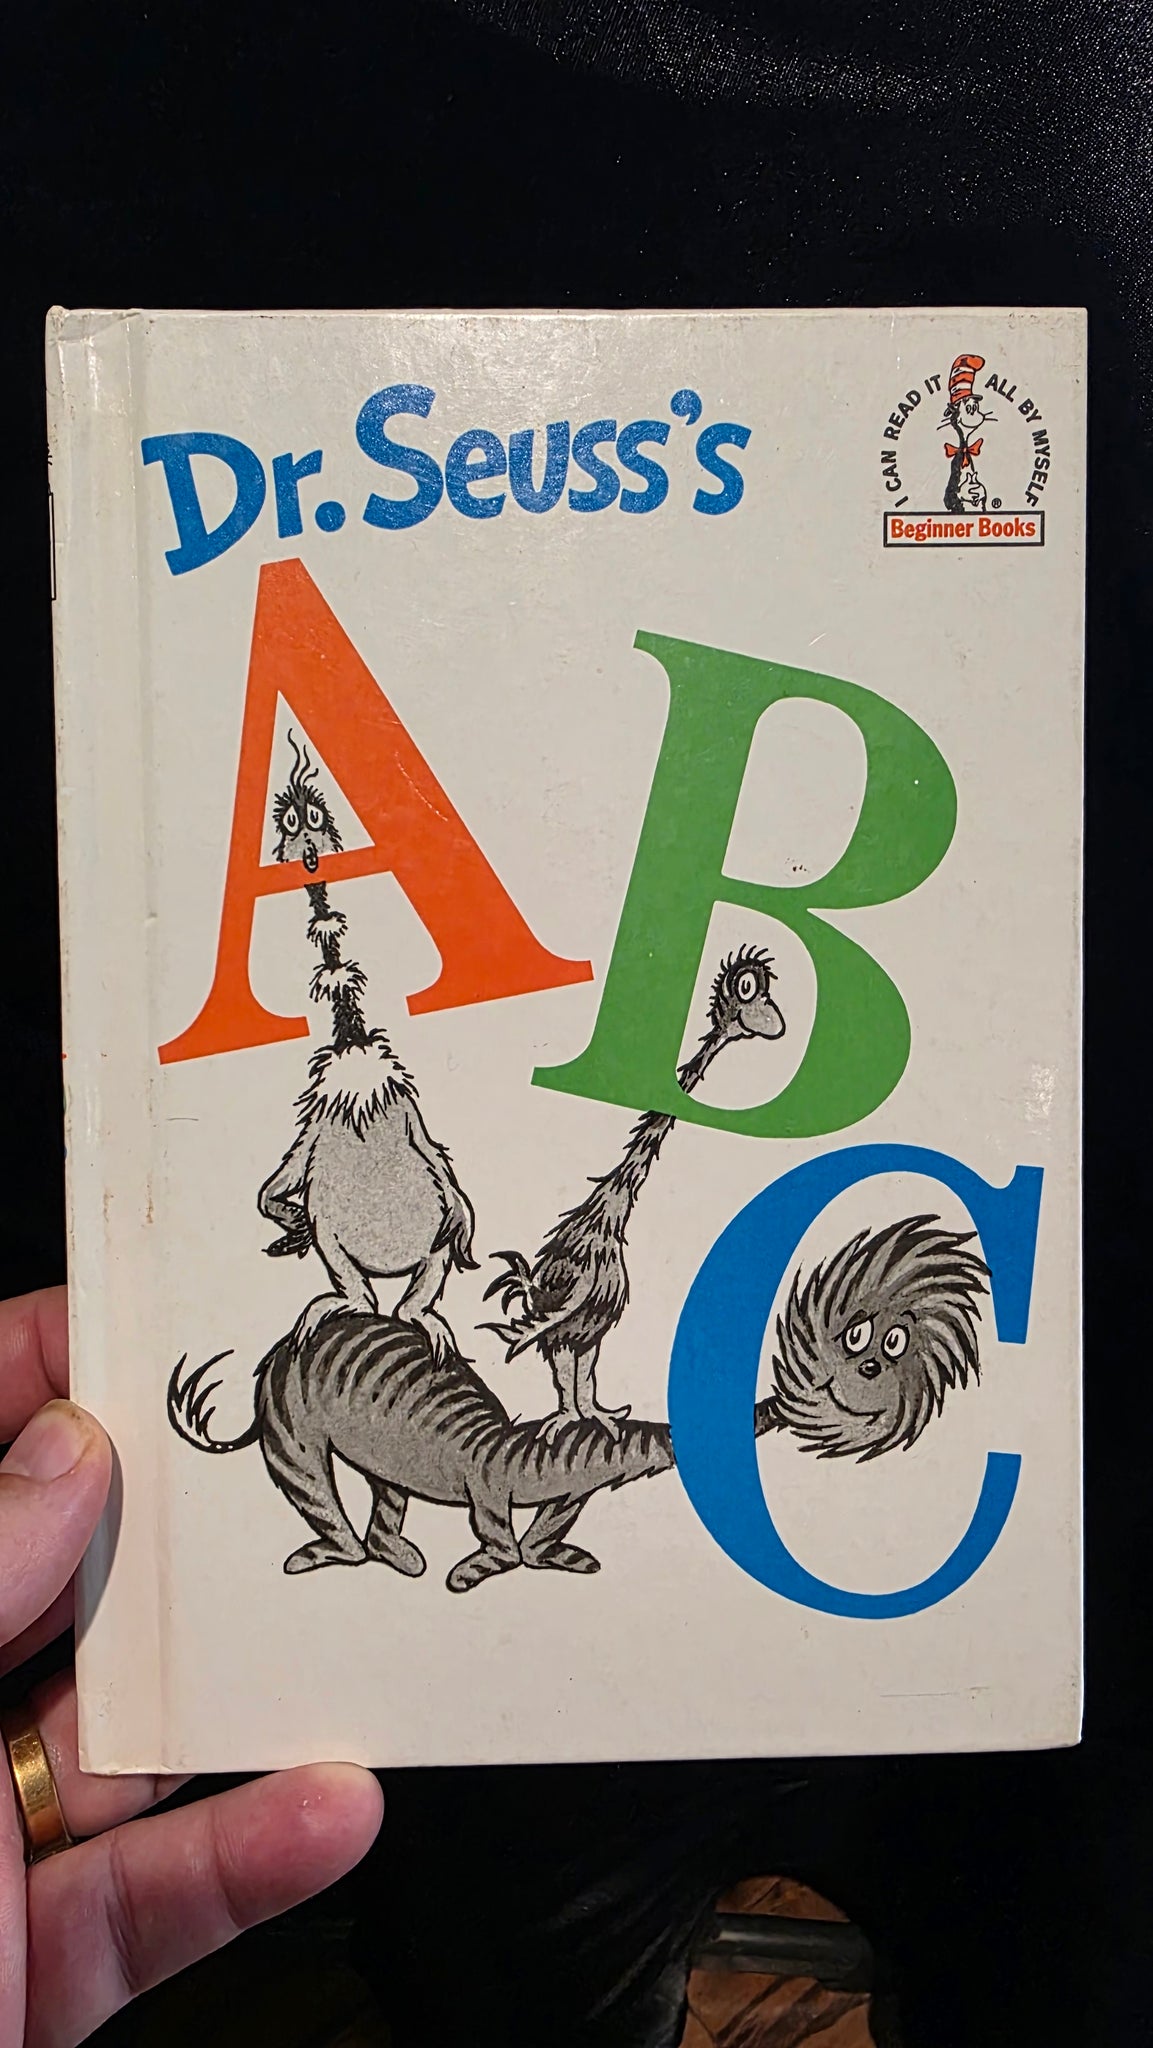 Dr. Seuss's
I CAN READ IT ALL BY MYSELF
®
Beginner Books
A
B
C